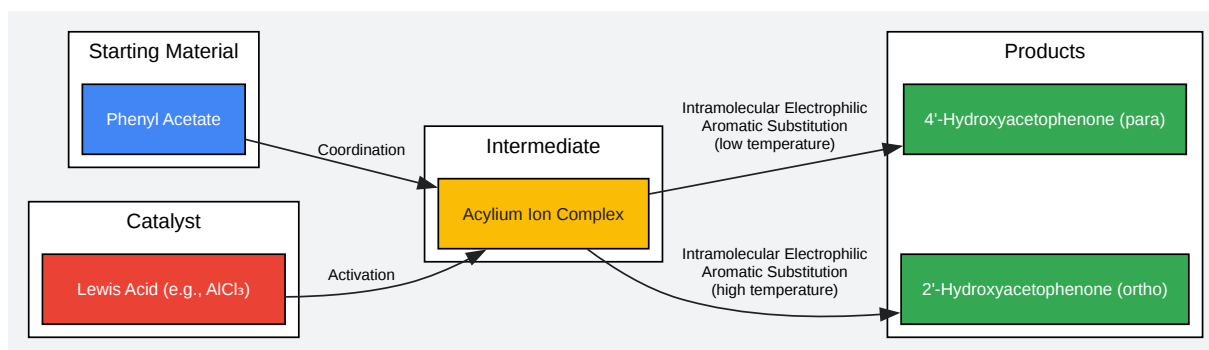 Starting Material
Phenyl Acetate
Coordination
Catalyst
Lewis Acid (e.g., AlCl₃)
Activation
Intermediate
Acylium Ion Complex
Intramolecular Electrophilic
Aromatic Substitution
(low temperature)
Intramolecular Electrophilic
Aromatic Substitution
(high temperature)
Products
4'-Hydroxyacetophenone (para)
2'-Hydroxyacetophenone (ortho)